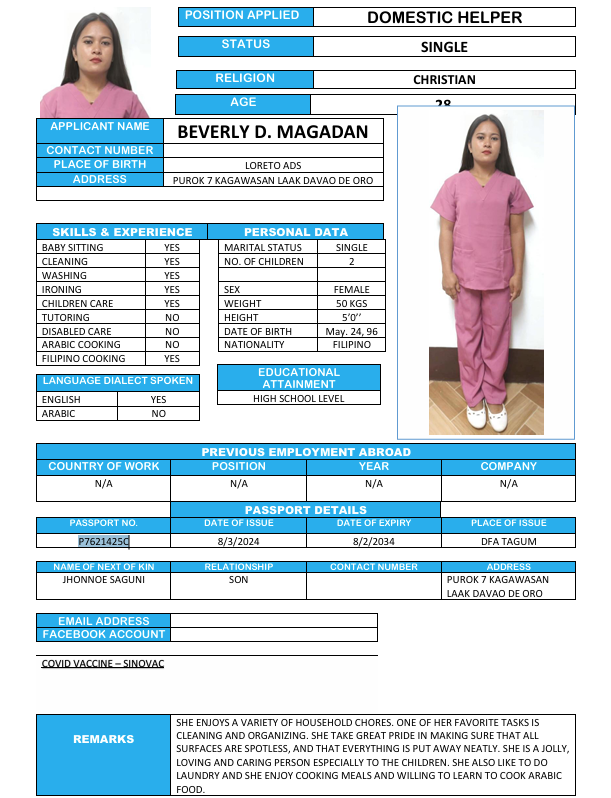 POSITION APPLIED DOMESTIC HELPER
STATUS SINGLE
RELIGION CHRISTIAN
AGE 28
APPLICANT NAME BEVERLY D. MAGADAN
CONTACT NUMBER
PLACE OF BIRTH LORETO ADS
ADDRESS PUROK 7 KAGAWASAN LAAK DAVAO DE ORO
SKILLS & EXPERIENCE PERSONAL DATA
BABY SITTING YES MARITAL STATUS SINGLE
CLEANING YES NO. OF CHILDREN 2
WASHING YES
IRONING YES SEX FEMALE
CHILDREN CARE YES WEIGHT 50 KGS
TUTORING NO HEIGHT 5’0’’
DISABLED CARE NO DATE OF BIRTH May. 24, 96
ARABIC COOKING NO NATIONALITY FILIPINO
FILIPINO COOKING YES
LANGUAGE DIALECT SPOKEN
ENGLISH YES
ARABIC NO
EDUCATIONAL
ATTAINMENT
HIGH SCHOOL LEVEL
PREVIOUS EMPLOYMENT ABROAD
COUNTRY OF WORK POSITION YEAR COMPANY
N/A N/A N/A N/A
PASSPORT DETAILS
PASSPORT NO. DATE OF ISSUE DATE OF EXPIRY PLACE OF ISSUE
P7621425C 8/3/2024 8/2/2034 DFA TAGUM
NAME OF NEXT OF KIN RELATIONSHIP CONTACT NUMBER ADDRESS
JHONNOE SAGUNI SON PUROK 7 KAGAWASAN
LAAK DAVAO DE ORO
EMAIL ADDRESS
FACEBOOK ACCOUNT
COVID VACCINE – SINOVAC
REMARKS
SHE ENJOYS A VARIETY OF HOUSEHOLD CHORES. ONE OF HER FAVORITE TASKS IS
CLEANING AND ORGANIZING. SHE TAKE GREAT PRIDE IN MAKING SURE THAT ALL
SURFACES ARE SPOTLESS, AND THAT EVERYTHING IS PUT AWAY NEATLY. SHE IS A JOLLY,
LOVING AND CARING PERSON ESPECIALLY TO THE CHILDREN. SHE ALSO LIKE TO DO
LAUNDRY AND SHE ENJOY COOKING MEALS AND WILLING TO LEARN TO COOK ARABIC
FOOD.